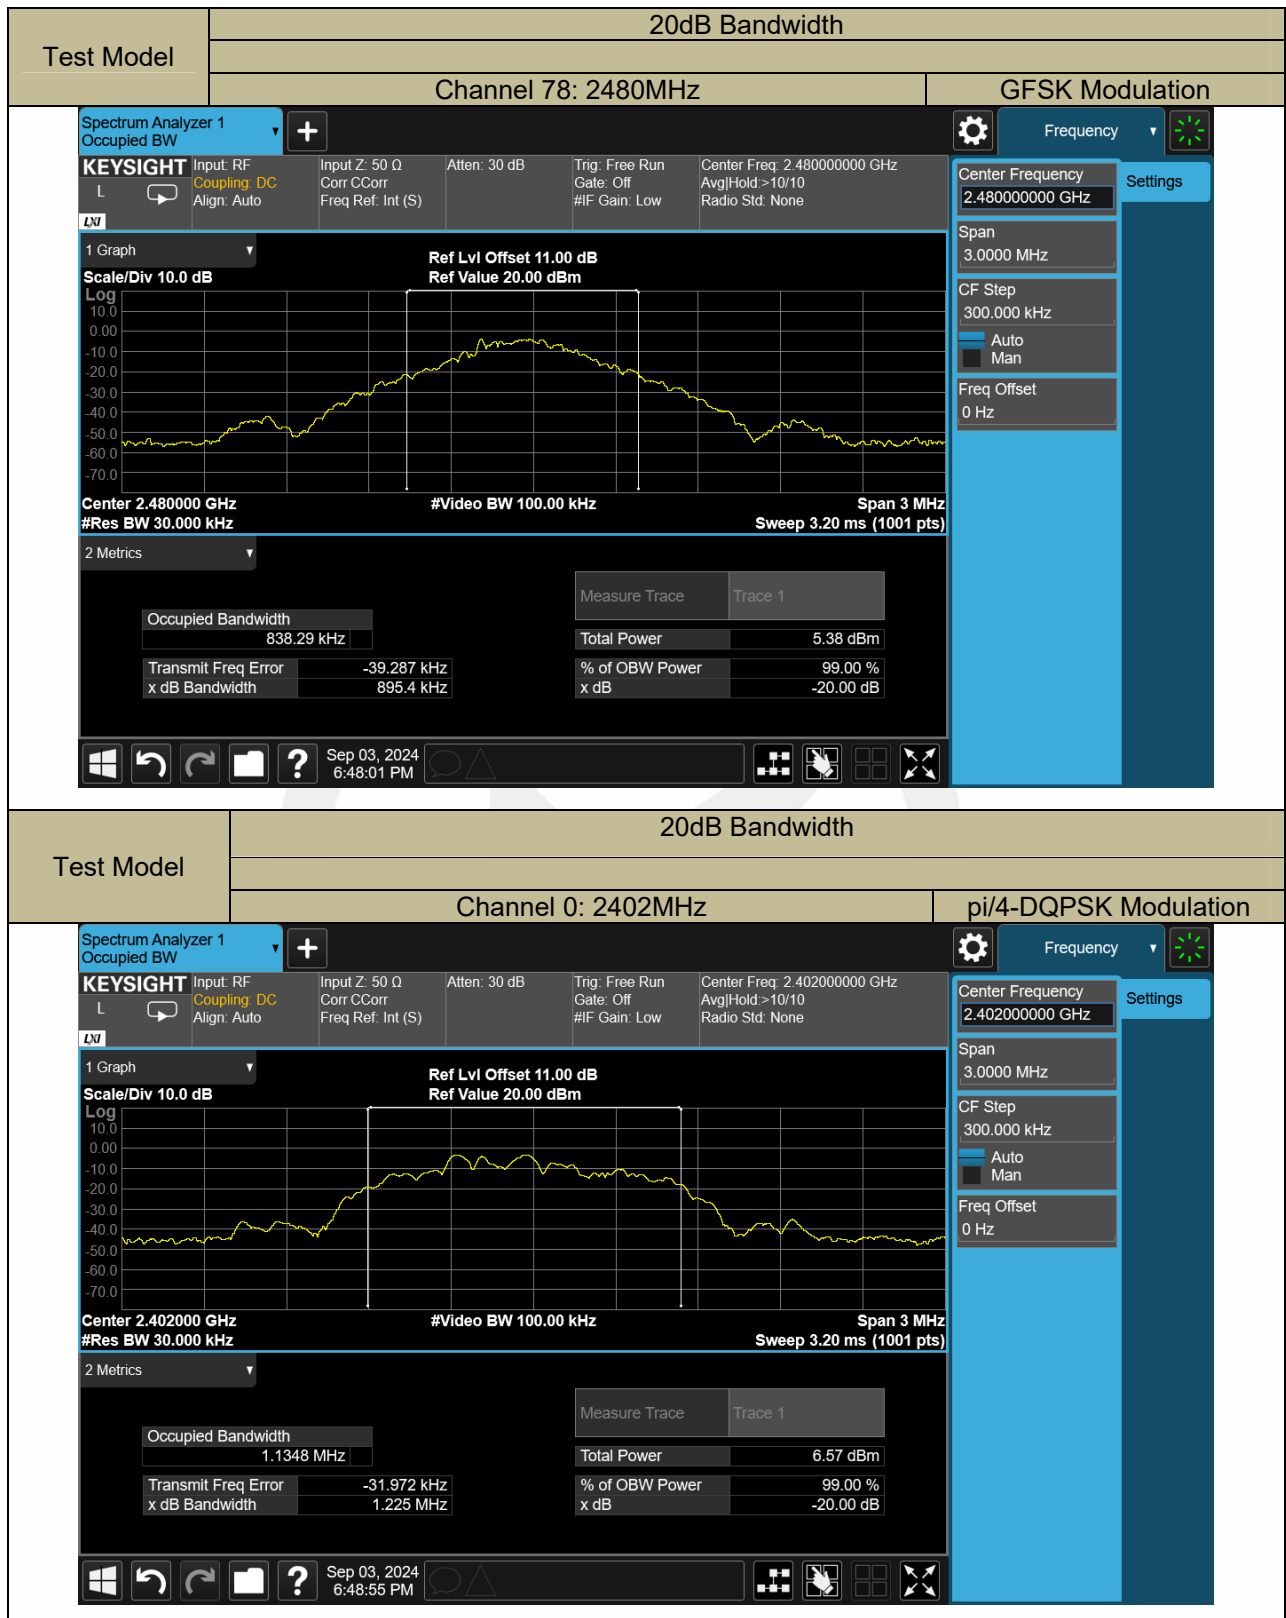 Test Model
20dB Bandwidth
Channel 78: 2480MHz
GFSK Modulation
Spectrum Analyzer 1
Occupied BW
Frequency
KEYSIGHT
L
LXI
Input: RF
Coupling: DC
Align: Auto
Input Z: 50 Ω
Corr CCorr
Freq Ref: Int (S)
Atten: 30 dB
Trig: Free Run
Gate: Off
#IF Gain: Low
Center Freq: 2.480000000 GHz
Avg|Hold:>10/10
Radio Std: None
Center Frequency
2.480000000 GHz
Settings
Span
3.0000 MHz
CF Step
300.000 kHz
Auto
Man
Freq Offset
0 Hz
1 Graph
Scale/Div 10.0 dB
Ref Lvl Offset 11.00 dB
Ref Value 20.00 dBm
Log
10.0
0.00
-10.0
-20.0
-30.0
-40.0
-50.0
-60.0
-70.0
Center 2.480000 GHz
#Video BW 100.00 kHz
Span 3 MHz
#Res BW 30.000 kHz
Sweep 3.20 ms (1001 pts)
2 Metrics
Measure Trace
Trace 1
Occupied Bandwidth
838.29 kHz
Total Power
5.38 dBm
Transmit Freq Error
-39.287 kHz
% of OBW Power
99.00 %
x dB Bandwidth
895.4 kHz
x dB
-20.00 dB
?
Sep 03, 2024
6:48:01 PM
Test Model
20dB Bandwidth
Channel 0: 2402MHz
pi/4-DQPSK Modulation
Spectrum Analyzer 1
Occupied BW
Frequency
KEYSIGHT
L
LXI
Input: RF
Coupling: DC
Align: Auto
Input Z: 50 Ω
Corr CCorr
Freq Ref: Int (S)
Atten: 30 dB
Trig: Free Run
Gate: Off
#IF Gain: Low
Center Freq: 2.402000000 GHz
Avg|Hold:>10/10
Radio Std: None
Center Frequency
2.402000000 GHz
Settings
Span
3.0000 MHz
CF Step
300.000 kHz
Auto
Man
Freq Offset
0 Hz
1 Graph
Scale/Div 10.0 dB
Ref Lvl Offset 11.00 dB
Ref Value 20.00 dBm
Log
10.0
0.00
-10.0
-20.0
-30.0
-40.0
-50.0
-60.0
-70.0
Center 2.402000 GHz
#Video BW 100.00 kHz
Span 3 MHz
#Res BW 30.000 kHz
Sweep 3.20 ms (1001 pts)
2 Metrics
Measure Trace
Trace 1
Occupied Bandwidth
1.1348 MHz
Total Power
6.57 dBm
Transmit Freq Error
-31.972 kHz
% of OBW Power
99.00 %
x dB Bandwidth
1.225 MHz
x dB
-20.00 dB
?
Sep 03, 2024
6:48:55 PM